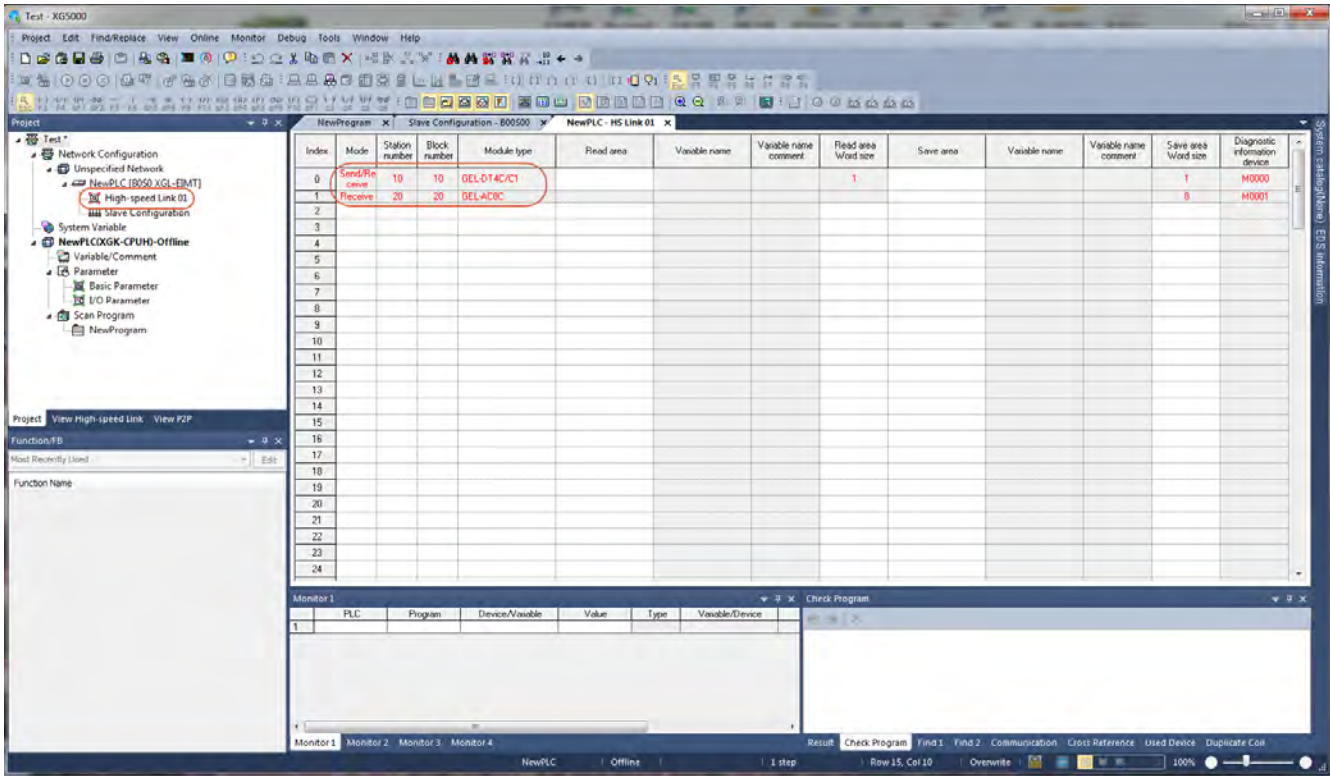 Test - XG5000
Project Edit Find/Replace View Online Monitor Debug Tools Window Help
Project
Test *
Network Configuration
Unspecified Network
NewPLC [B0S0 XGL-EIMT]
High-speed Link 01
Slave Configuration
System Variable
NewPLC(XGK-CPUH)-Offline
Variable/Comment
Parameter
Basic Parameter
I/O Parameter
Scan Program
NewProgram
Project View High-speed Link View P2P
Function/FB
Most Recently Used Edit
Function Name
NewProgram Slave Configuration - B00S00 NewPLC - HS Link 01
Index Mode Station number Block number Module type Read area Variable name Variable name comment Read area Word size Save area Variable name Variable name comment Save area Word size Diagnostic information device
0 Send/Receive 10 10 GEL-DT4C/C1 1 1 M0000
1 Receive 20 20 GEL-AC8C 8 M0001
2
3
4
5
6
7
8
9
10
11
12
13
14
15
16
17
18
19
20
21
22
23
24
System catalog(None) EDS information
Monitor 1
PLC Program Device/Variable Value Type Variable/Device
1
Monitor 1 Monitor 2 Monitor 3 Monitor 4
Check Program
Result Check Program Find 1 Find 2 Communication Cross Reference Used Device Duplicate Coil
NewPLC Offline 1 step Row 15, Col 10 Overwrite 100%